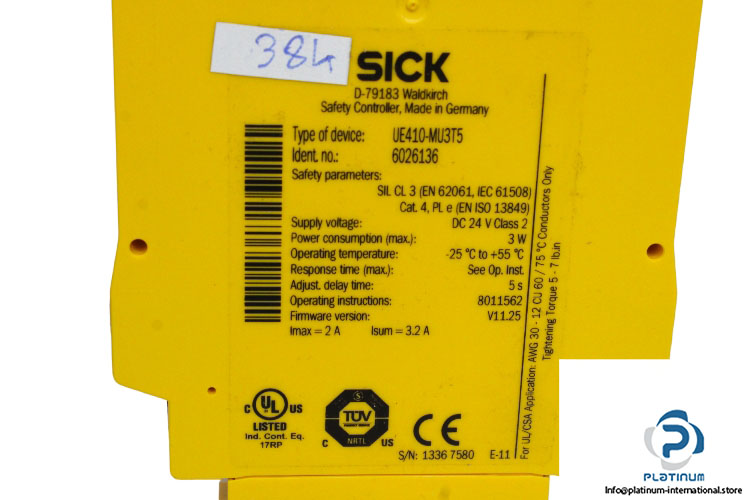 384
SICK
D-79183 Waldkirch
Safety Controller, Made in Germany
Type of device: UE410-MU3T5
Ident. no.: 6026136
Safety parameters:
SIL CL 3 (EN 62061, IEC 61508)
Cat. 4, PL e (EN ISO 13849)
Supply voltage: DC 24 V Class 2
Power consumption (max.): 3 W
Operating temperature: -25 °C to +55 °C
Response time (max.): See Op. Inst.
Adjust. delay time: 5 s
Operating instructions: 8011562
Firmware version: V11.25
Imax = 2 A Isum = 3.2 A
For UL/CSA Application: AWG 30 - 12 CU 60 / 75 °C Conductors Only
Tightening Torque 5 - 7 lb.in
C UL US
LISTED
Ind. Cont. Eq.
17RP
S
TÜV
NRTL
C US
CE
S/N: 1336 7580 E-11
PLATINUM
INTERNATIONAL
Info@platinum-international.store